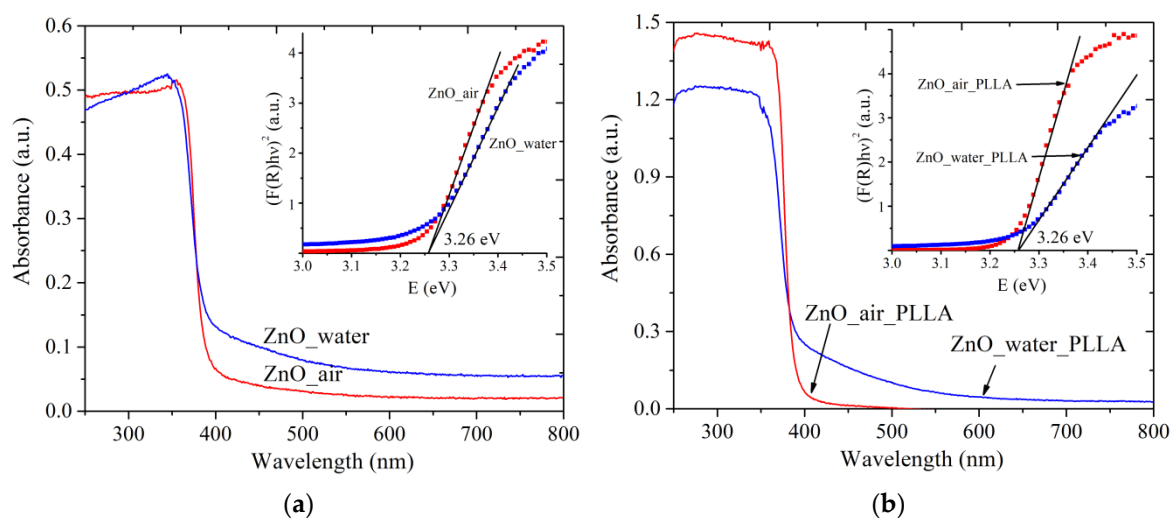 0.6
0.5
0.4
0.3
0.2
0.1
0.0
300 400 500 600 700 800
Absorbance (a.u.)
Wavelength (nm)
ZnO_water
ZnO_air
4
3
2
1
3.0 3.1 3.2 3.3 3.4 3.5
(F(R)hν)²  (a.u.)
E (eV)
ZnO_air
ZnO_water
3.26 eV
(a)
1.5
1.2
0.9
0.6
0.3
0.0
300 400 500 600 700 800
Absorbance (a.u.)
Wavelength (nm)
ZnO_air_PLLA
ZnO_water_PLLA
4
3
2
1
0
3.0 3.1 3.2 3.3 3.4 3.5
(F(R)hν)² (a.u.)
E (eV)
ZnO_air_PLLA
ZnO_water_PLLA
3.26 eV
(b)